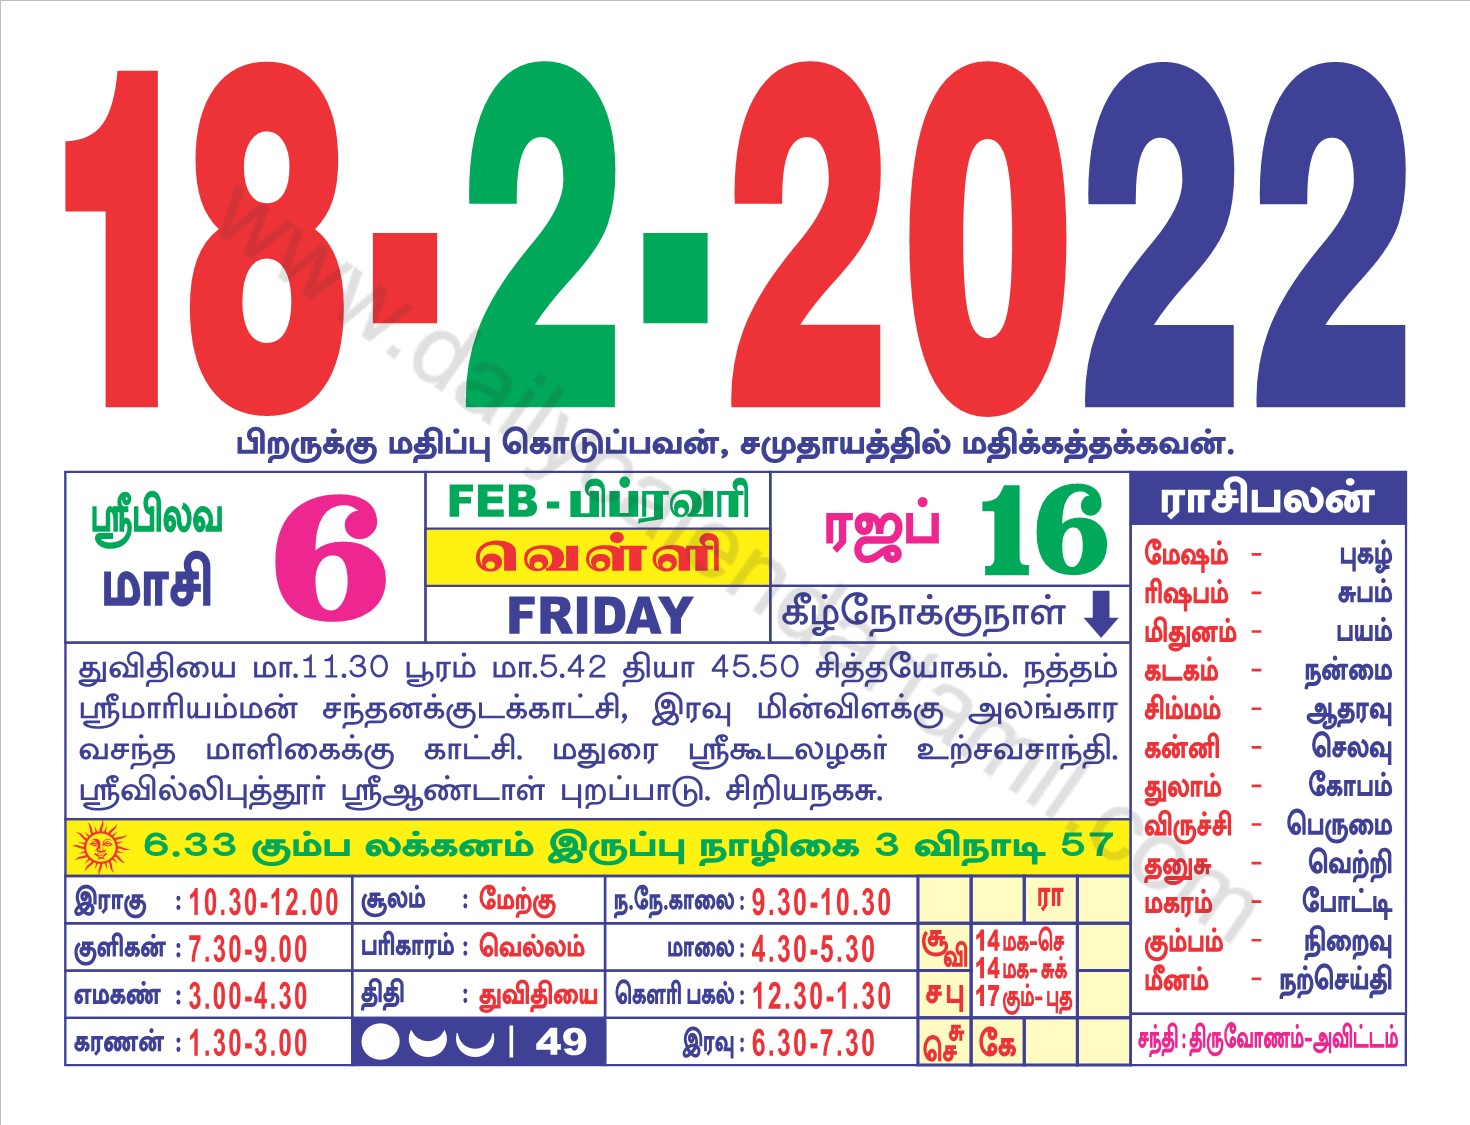 18-2-2022
பிறருக்கு மதிப்பு கொடுப்பவன், சமுதாயத்தில் மதிக்கத்தக்கவன்.
ஸ்ரீபிலவ
மாசி 6
FEB - பிப்ரவரி
வெள்ளி
FRIDAY
ரஜப் 16
கீழ்நோக்குநாள்
துவிதியை மா.11.30 பூரம் மா.5.42 தியா 45.50 சித்தயோகம். நத்தம்
ஸ்ரீமாரியம்மன் சந்தனக்குடக்காட்சி, இரவு மின்விளக்கு அலங்கார
வசந்த மாளிகைக்கு காட்சி. மதுரை ஸ்ரீகூடலழகர் உற்சவசாந்தி.
ஸ்ரீவில்லிபுத்தூர் ஸ்ரீஆண்டாள் புறப்பாடு. சிறியநகசு.
6.33 கும்ப லக்கனம் இருப்பு நாழிகை 3 விநாடி 57
இராகு : 10.30-12.00 சூலம் : மேற்கு ந.நே.காலை : 9.30-10.30
குளிகன் : 7.30-9.00 பரிகாரம் : வெல்லம் மாலை : 4.30-5.30
எமகண் : 3.00-4.30 திதி : துவிதியை கௌரி பகல் : 12.30-1.30
கரணன் : 1.30-3.00 | 49 இரவு : 6.30-7.30
ரா
சூ வி
14 மக-செ
14 மக-சுக்
17 கும்-புத
ச பு
சு செ கே
ராசிபலன்
மேஷம் - புகழ்
ரிஷபம் - சுபம்
மிதுனம் - பயம்
கடகம் - நன்மை
சிம்மம் - ஆதரவு
கன்னி - செலவு
துலாம் - கோபம்
விருச்சி - பெருமை
தனுசு - வெற்றி
மகரம் - போட்டி
கும்பம் - நிறைவு
மீனம் - நற்செய்தி
சந்தி : திருவோணம்-அவிட்டம்
www.dailycalendartamil.com